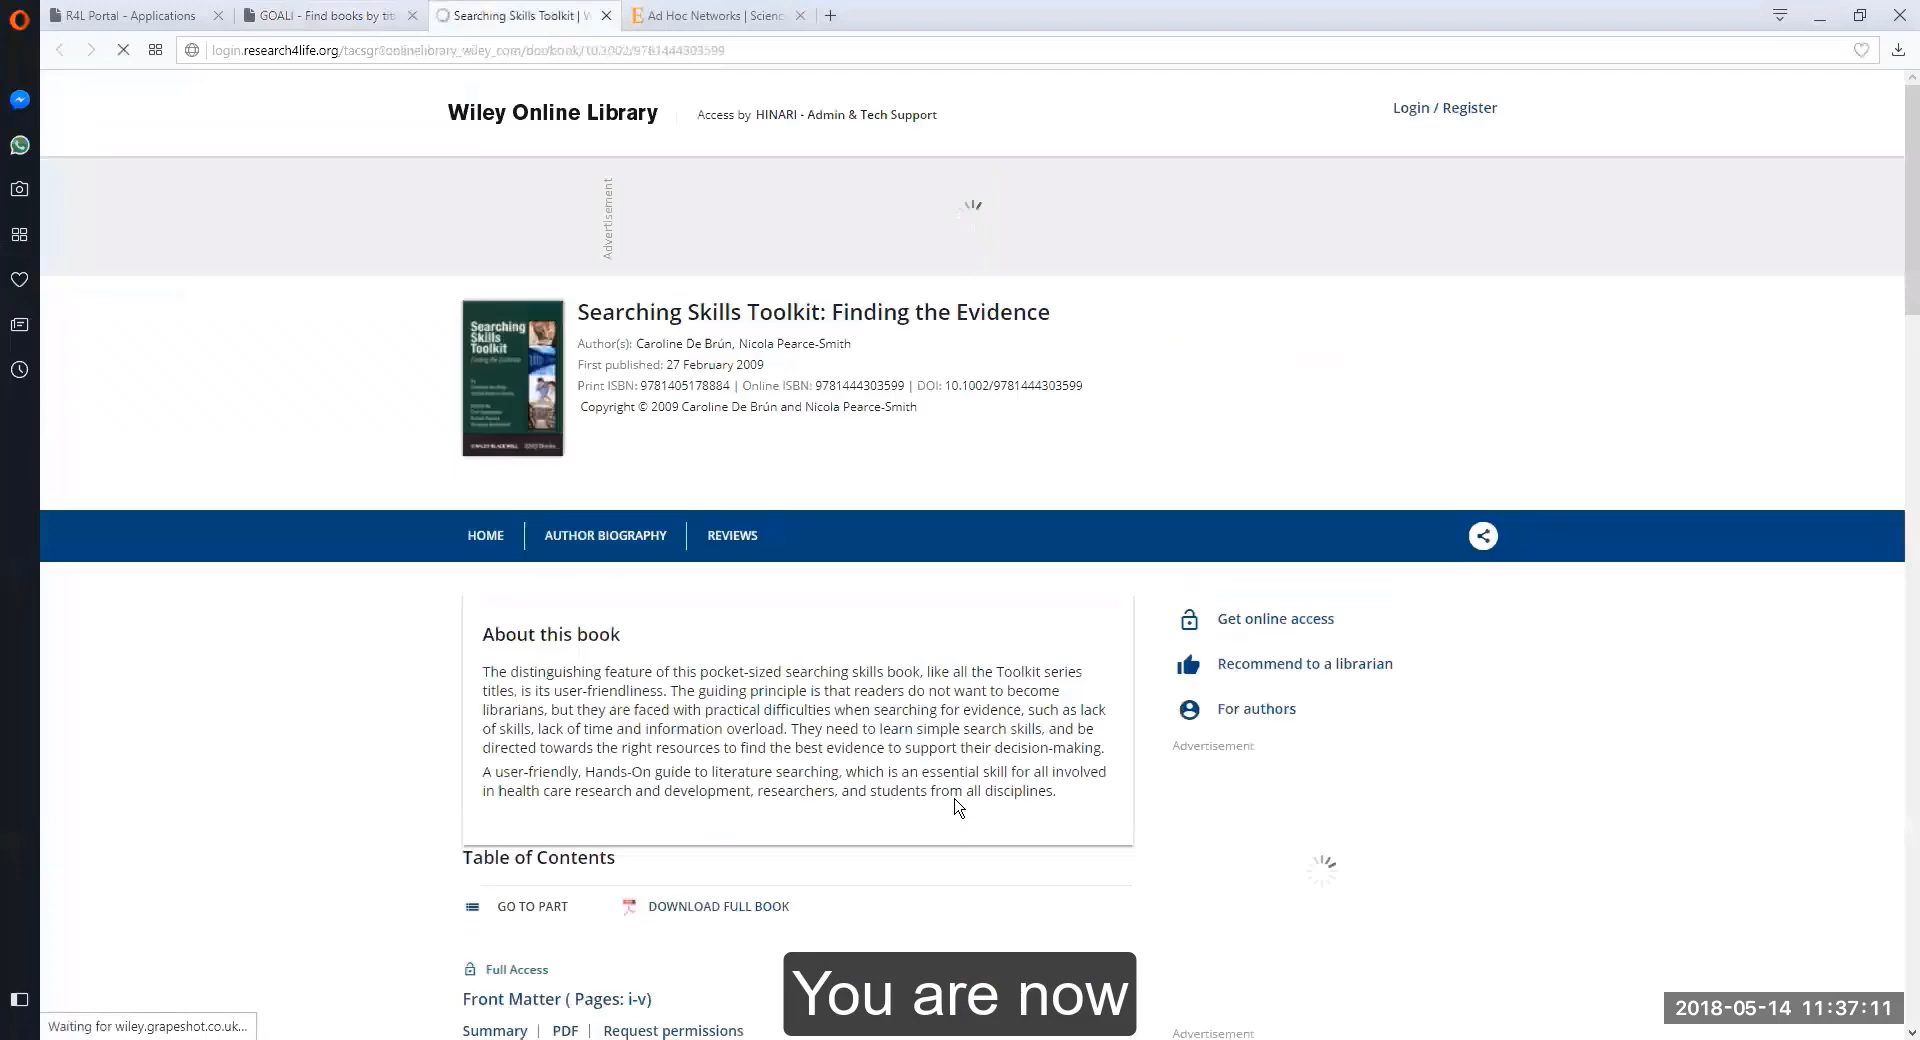 R4L Portal - Applications
GOALI - Find books by tit
Searching Skills Toolkit | W
Ad Hoc Networks | Scienc
login.research4life.org/
Wiley Online Library
Access by HINARI - Admin & Tech Support
Login / Register
Advertisement
Searching Skills Toolkit
Searching Skills Toolkit: Finding the Evidence
Author(s): Caroline De Brún, Nicola Pearce-Smith
First published: 27 February 2009
Print ISBN: 9781405178884 | Online ISBN: 9781444303599 | DOI: 10.1002/9781444303599
Copyright © 2009 Caroline De Brún and Nicola Pearce-Smith
HOME
AUTHOR BIOGRAPHY
REVIEWS
About this book
The distinguishing feature of this pocket-sized searching skills book, like all the Toolkit series
titles, is its user-friendliness. The guiding principle is that readers do not want to become
librarians, but they are faced with practical difficulties when searching for evidence, such as lack
of skills, lack of time and information overload. They need to learn simple search skills, and be
directed towards the right resources to find the best evidence to support their decision-making.
A user-friendly, Hands-On guide to literature searching, which is an essential skill for all involved
in health care research and development, researchers, and students from all disciplines.
Get online access
Recommend to a librarian
For authors
Advertisement
Table of Contents
GO TO PART
DOWNLOAD FULL BOOK
Full Access
Front Matter ( Pages: i-v)
Summary | PDF | Request permissions
You are now
Waiting for wiley.grapeshot.co.uk...
2018-05-14 11:37:11
Advertisement